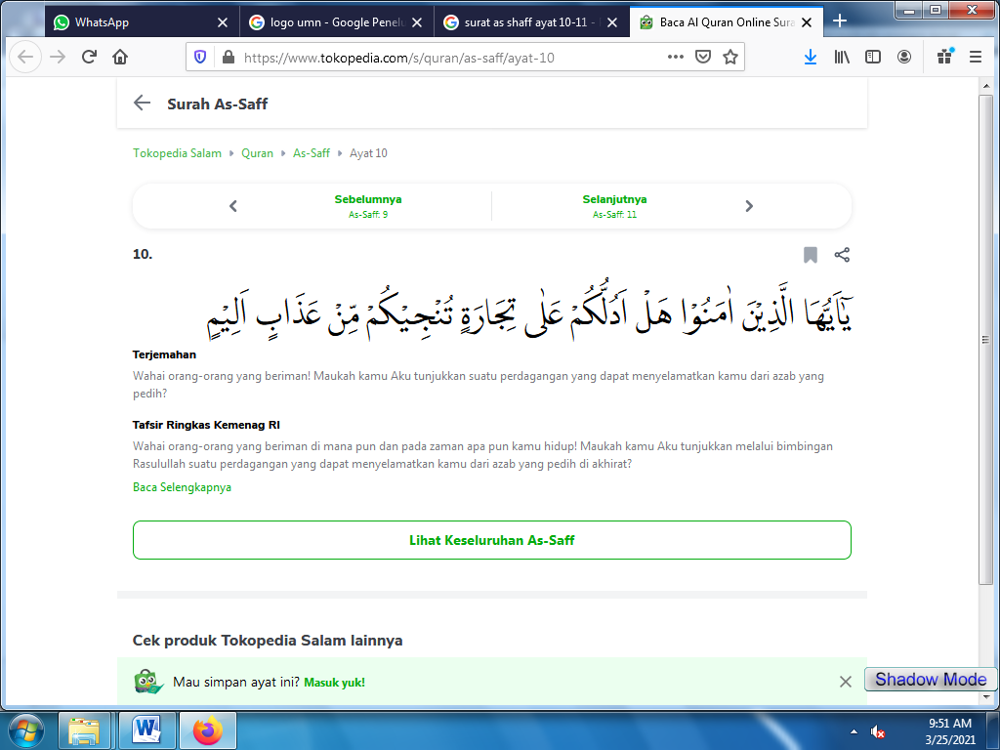 WhatsApp
logo umn - Google Penelu
surat as shaff ayat 10-11 -
Baca Al Quran Online Sura
https://www.tokopedia.com/s/quran/as-saff/ayat-10
Surah As-Saff
Tokopedia Salam Quran As-Saff Ayat 10
Sebelumnya
As-Saff: 9
Selanjutnya
As-Saff: 11
10.
يٰٓاَيُّهَا الَّذِيْنَ اٰمَنُوْا هَلْ اَدُلُّكُمْ عَلٰى تِجَارَةٍ تُنْجِيْكُمْ مِّنْ عَذَابٍ اَلِيْمٍ
Terjemahan
Wahai orang-orang yang beriman! Maukah kamu Aku tunjukkan suatu perdagangan yang dapat menyelamatkan kamu dari azab yang
pedih?
Tafsir Ringkas Kemenag RI
Wahai orang-orang yang beriman di mana pun dan pada zaman apa pun kamu hidup! Maukah kamu Aku tunjukkan melalui bimbingan
Rasulullah suatu perdagangan yang dapat menyelamatkan kamu dari azab yang pedih di akhirat?
Baca Selengkapnya
Lihat Keseluruhan As-Saff
Cek produk Tokopedia Salam lainnya
Mau simpan ayat ini? Masuk yuk!
Shadow Mode
9:51 AM
3/25/2021